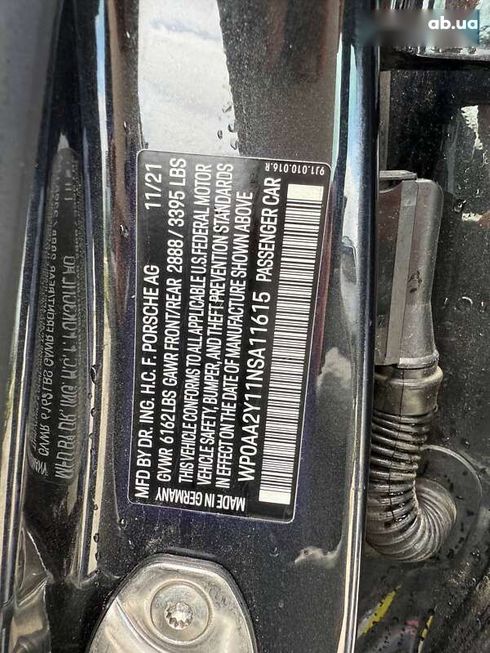 ab.ua
MFD BY DR. ING. H.C. F. PORSCHE AG 11/21
GVWR 6162LBS GAWR FRONT/REAR 2888 / 3395 LBS
THIS VEHICLE CONFORMS TO ALL APPLICABLE U.S.FEDERAL MOTOR
VEHICLE SAFETY, BUMPER, AND THEFT-PREVENTION STANDARDS
IN EFFECT ON THE DATE OF MANUFACTURE SHOWN ABOVE
WP0AA2Y11NSA11615 PASSENGER CAR
MADE IN GERMANY
9J1.010.016.R